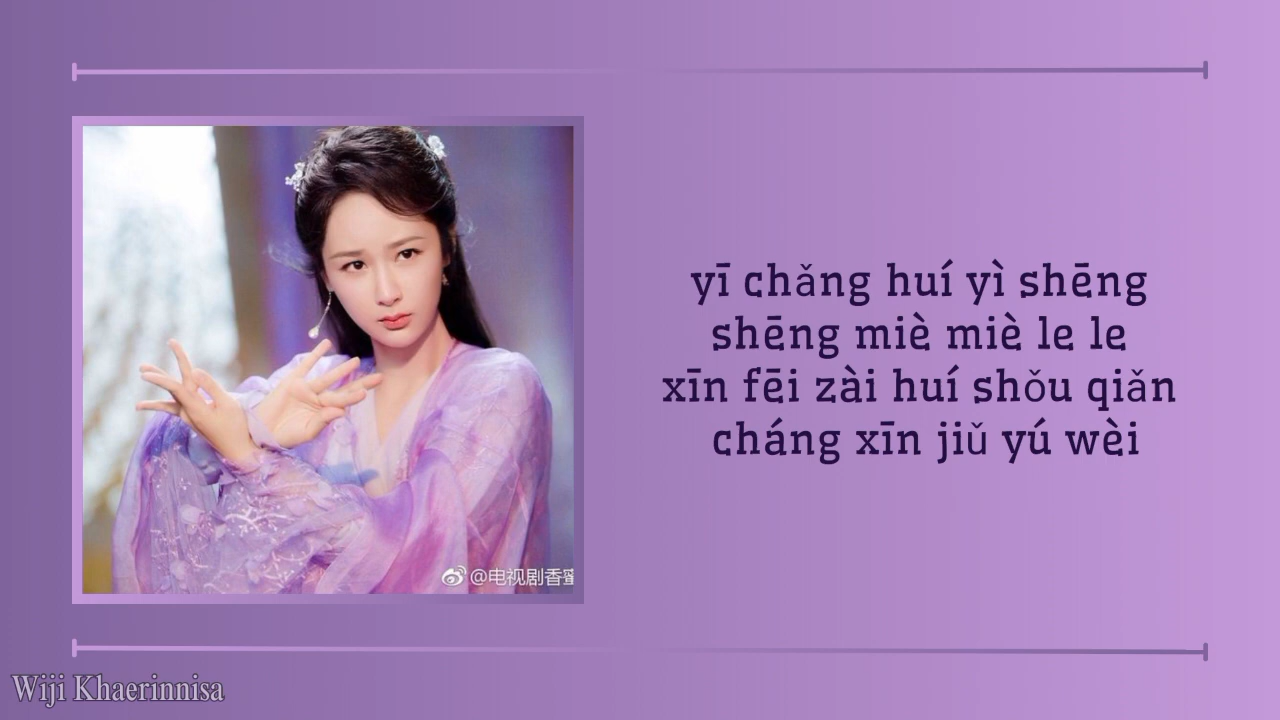 yī chǎng huí yì shēng
shēng miè miè le le
xīn fēi zài huí shǒu qiǎn
cháng xīn jiǔ yú wèi
@电视剧香蜜
Wiji Khaerinnisa